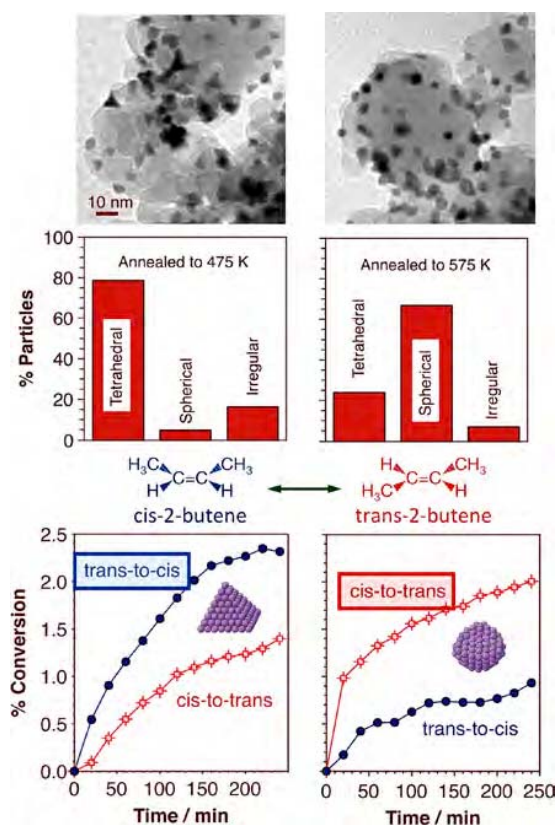 10 nm
% Particles
100
80
60
40
20
0
Annealed to 475 K
Tetrahedral
Spherical
Irregular
Annealed to 575 K
Tetrahedral
Spherical
Irregular
H₃C CH₃
C=C
H H
cis-2-butene
H CH₃
C=C
H₃C H
trans-2-butene
% Conversion
2.5
2.0
1.5
1.0
0.5
0.0
trans-to-cis
cis-to-trans
0 100 200
Time / min
cis-to-trans
trans-to-cis
0 50 100 150 200 250
Time / min